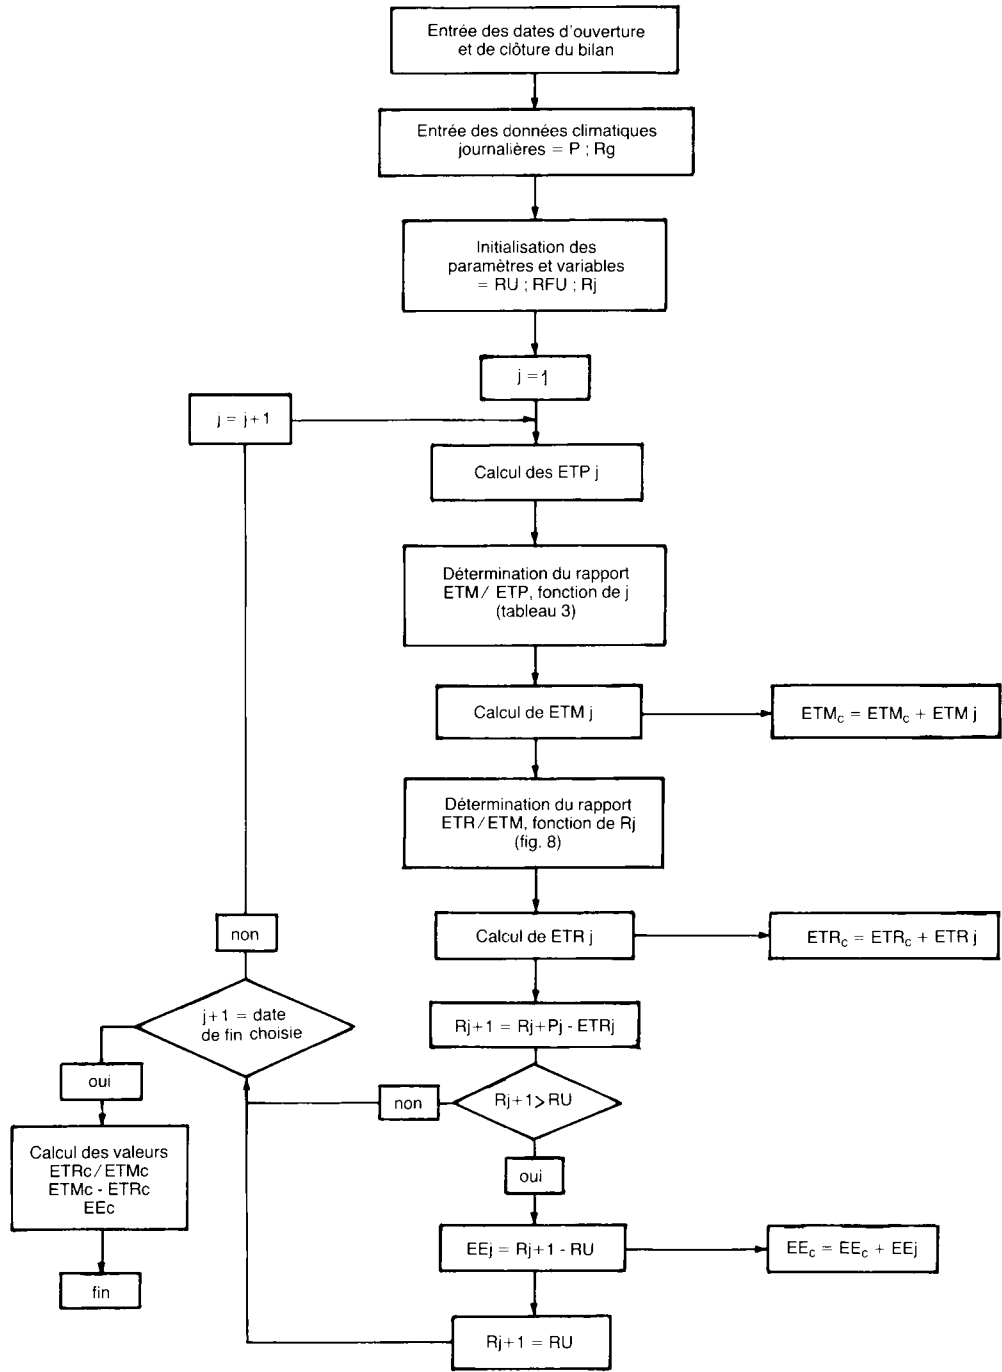 Entrée des dates d'ouverture
et de clôture du bilan
Entrée des données climatiques
journalières = P ; Rg
Initialisation des
paramètres et variables
= RU ; RFU ; Rj
j = 1
j = j+1
Calcul des ETP j
Détermination du rapport
ETM / ETP, fonction de j
(tableau 3)
Calcul de ETM j
ETMc = ETMc + ETM j
Détermination du rapport
ETR / ETM, fonction de Rj
(fig. 8)
Calcul de ETR j
ETRc = ETRc + ETR j
Rj+1 = Rj+Pj - ETRj
Rj+1 > RU
non
oui
EEj = Rj+1 - RU
EEc = EEc + EEj
Rj+1 = RU
non
j+1 = date
de fin choisie
oui
Calcul des valeurs
ETRc / ETMc
ETMc - ETRc
EEc
fin